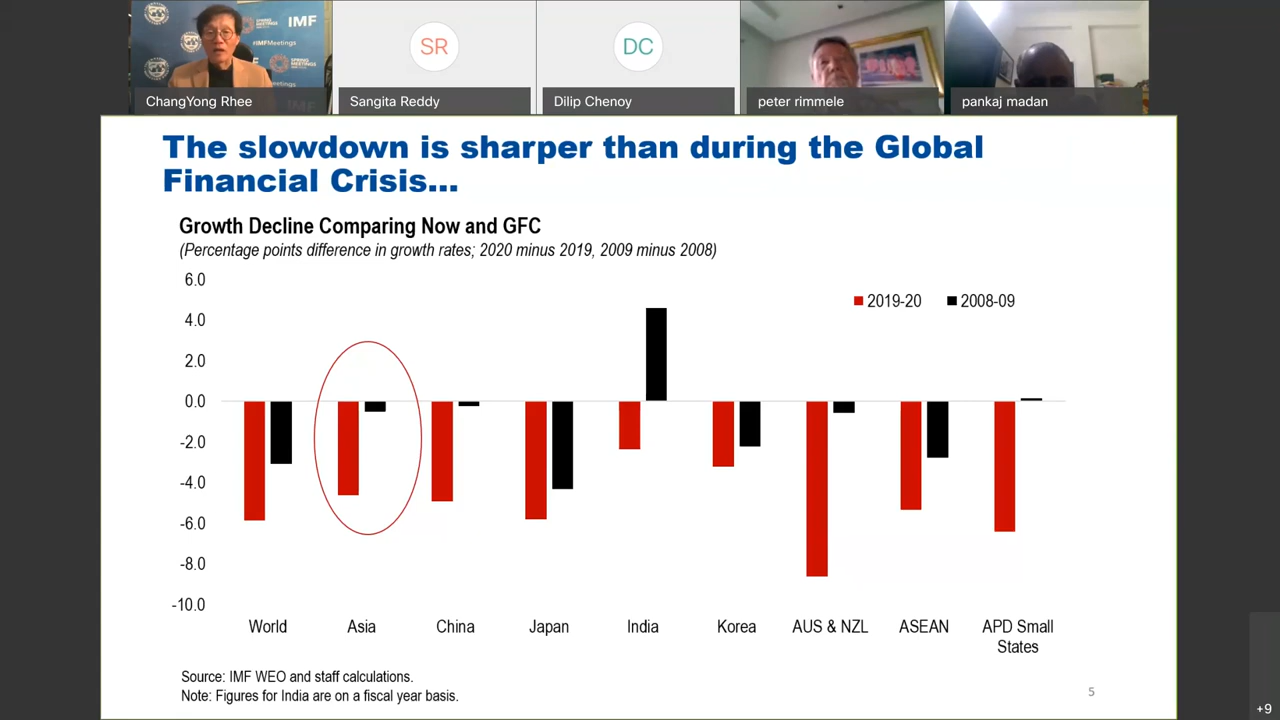 IMF
#IMFMeetings
SR
DC
ChangYong Rhee
Sangita Reddy
Dilip Chenoy
peter rimmele
pankaj madan
The slowdown is sharper than during the Global
Financial Crisis...
Growth Decline Comparing Now and GFC
(Percentage points difference in growth rates; 2020 minus 2019, 2009 minus 2008)
6.0
4.0
2.0
0.0
-2.0
-4.0
-6.0
-8.0
-10.0
2019-20
2008-09
World
Asia
China
Japan
India
Korea
AUS & NZL
ASEAN
APD Small
States
Source: IMF WEO and staff calculations.
Note: Figures for India are on a fiscal year basis.
5
+9